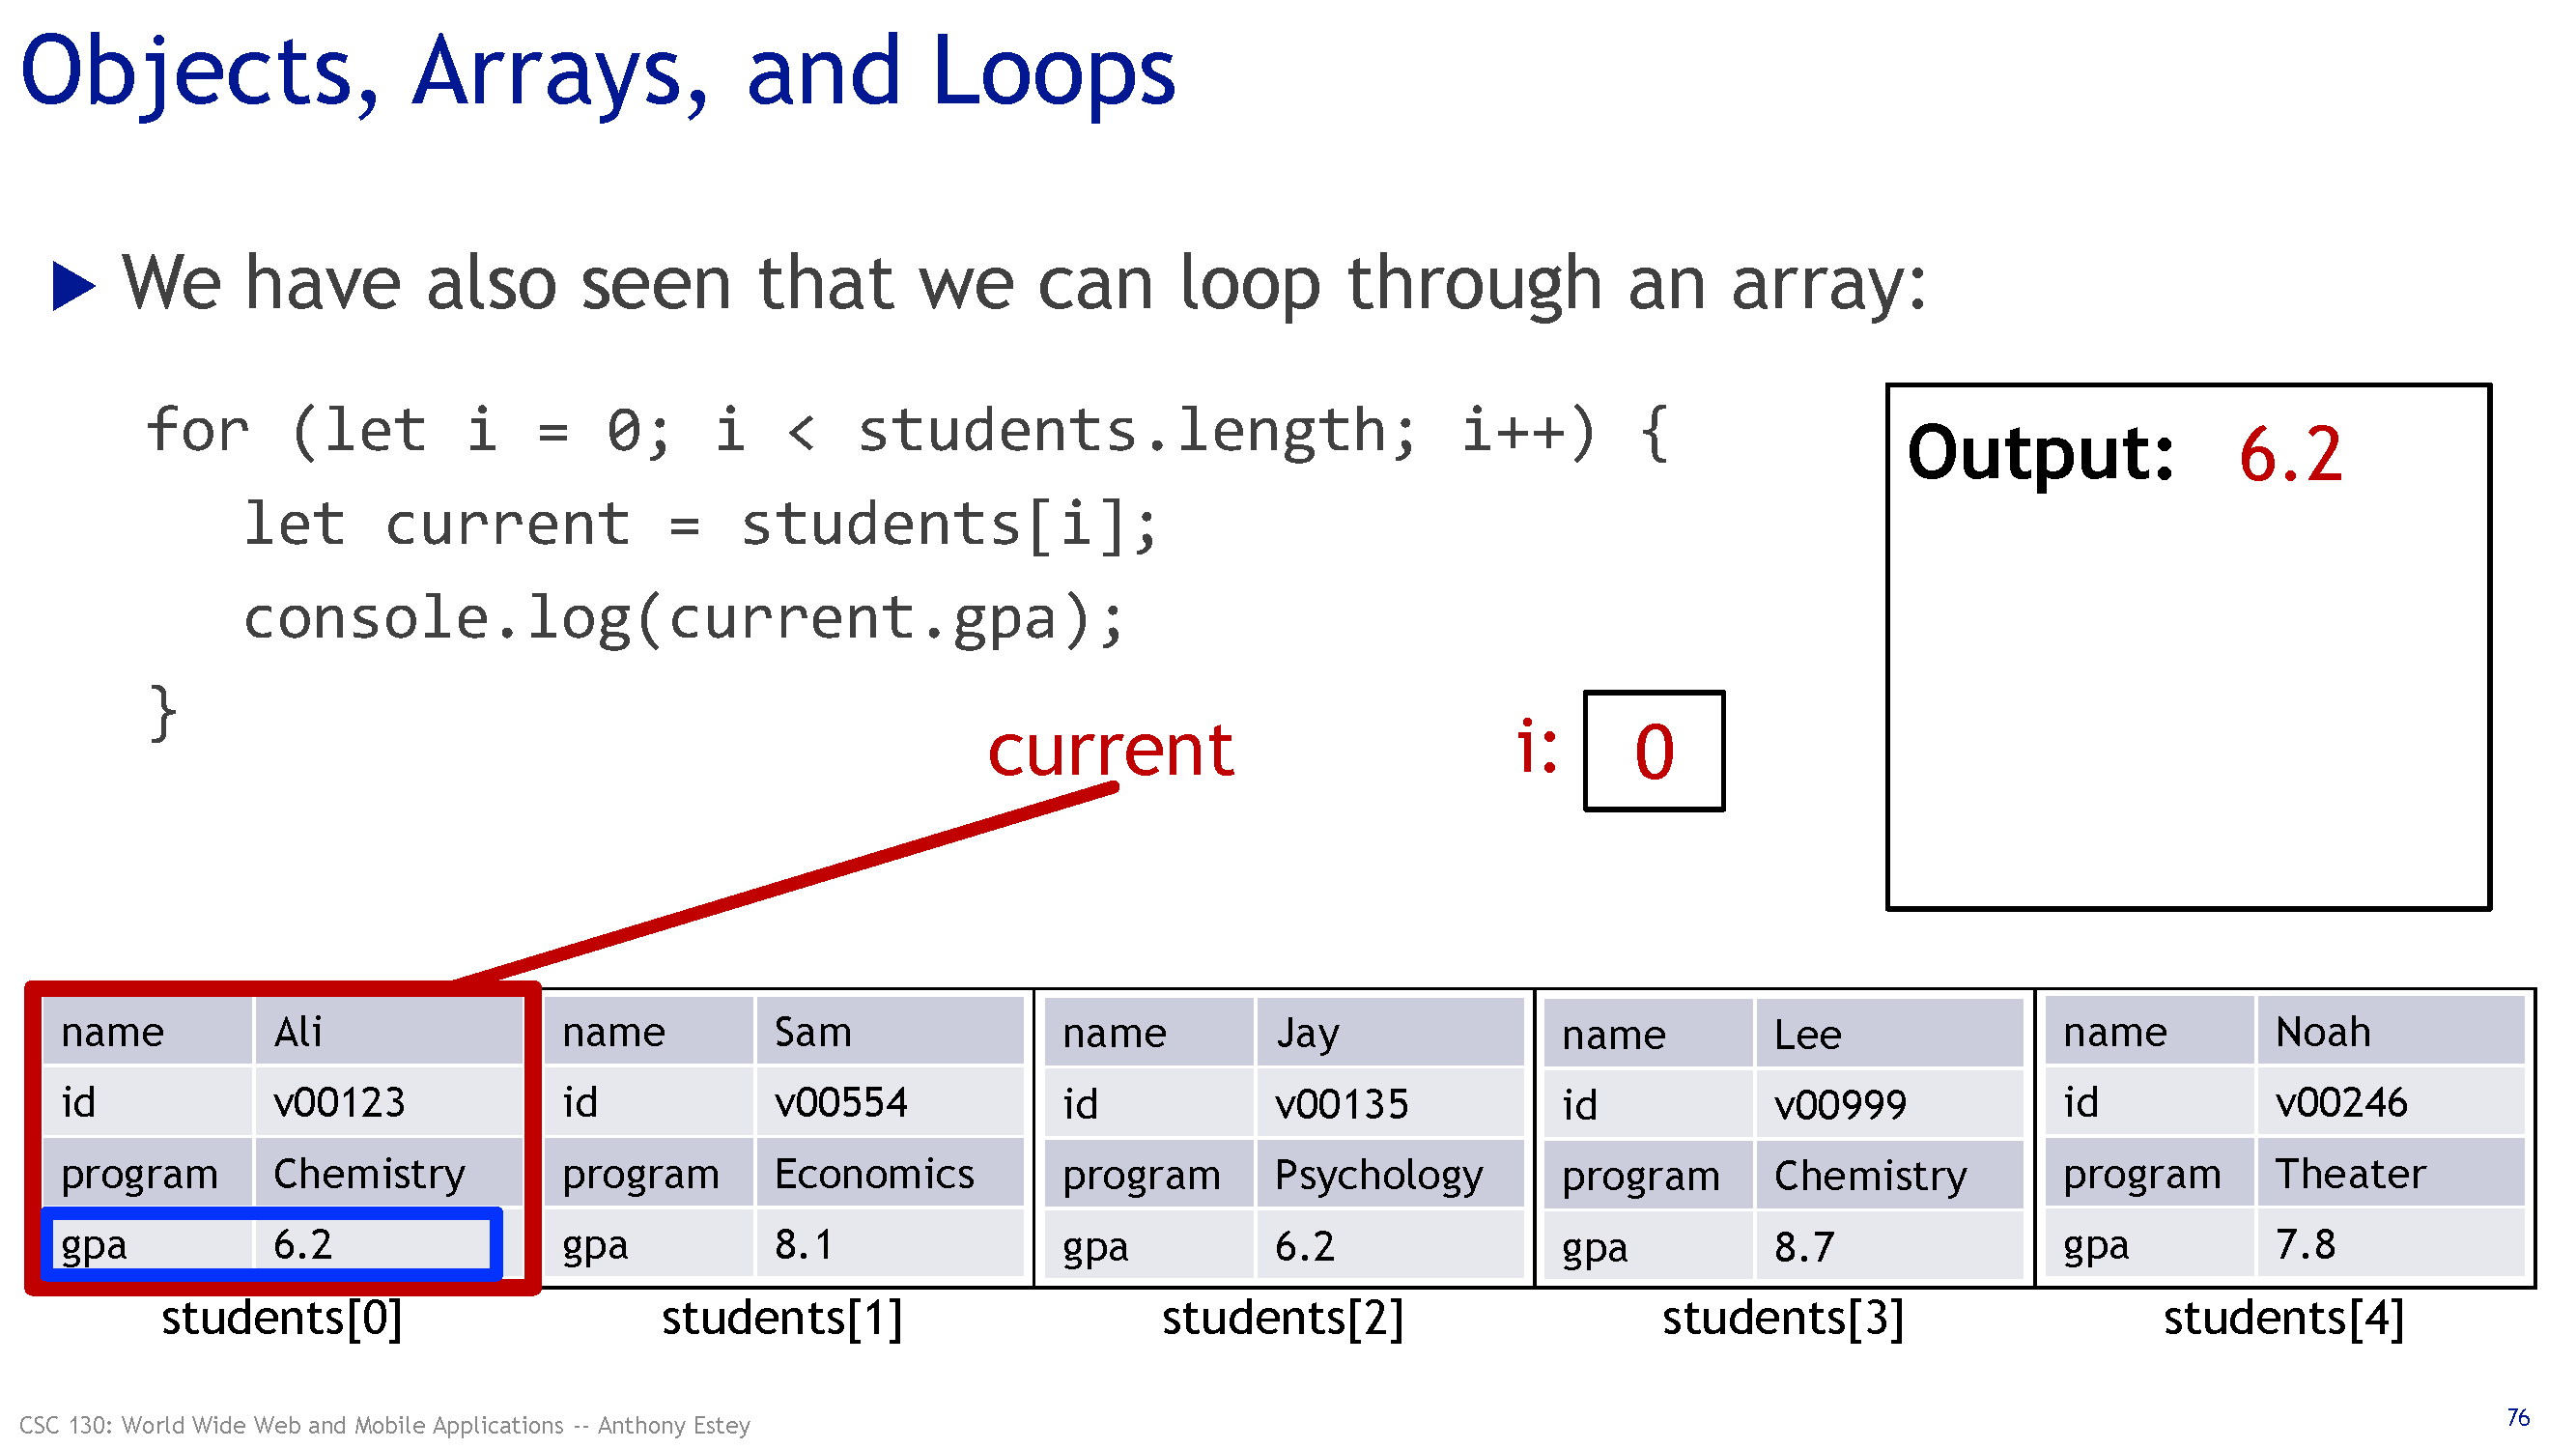 Objects, Arrays, and Loops
▶ We have also seen that we can loop through an array:
for (let i = 0; i < students.length; i++) {
let current = students[i];
console.log(current.gpa);
}
Output: 6.2
current
i: 0
name Ali name Sam name Jay name Lee name Noah
id v00123 id v00554 id v00135 id v00999 id v00246
program Chemistry program Economics program Psychology program Chemistry program Theater
gpa 6.2 gpa 8.1 gpa 6.2 gpa 8.7 gpa 7.8
students[0] students[1] students[2] students[3] students[4]
CSC 130: World Wide Web and Mobile Applications -- Anthony Estey
76